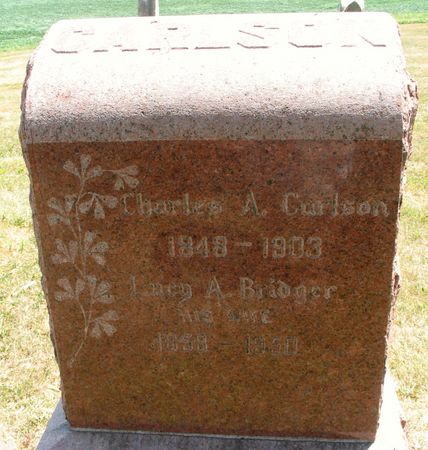 CARLSON
Charles A. Carlson
1848 - 1903
Lucy A. Bridger
HIS WIFE